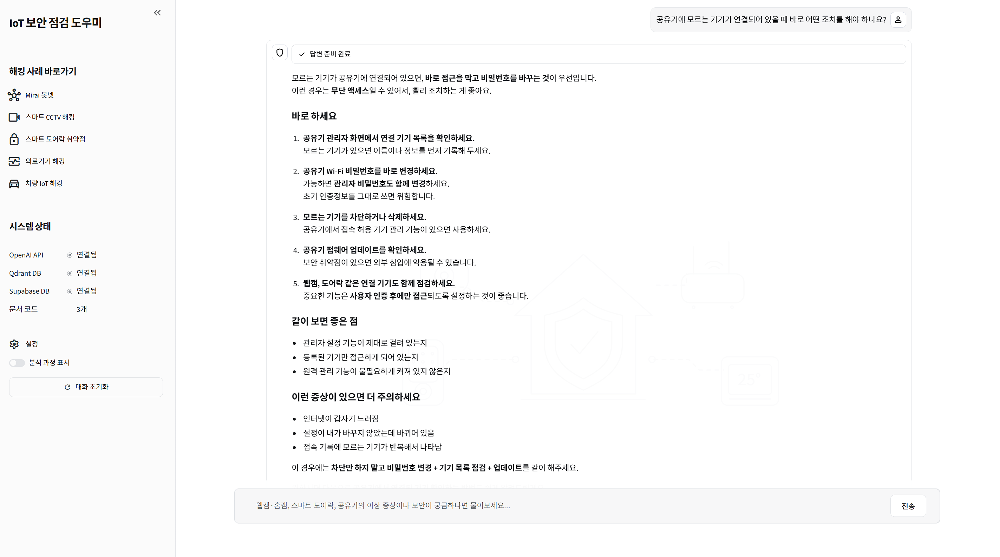 IoT 보안 점검 도우미
해킹 사례 바로가기
Mirai 봇넷
스마트 CCTV 해킹
스마트 도어락 취약점
의료기기 해킹
차량 IoT 해킹
시스템 상태
OpenAI API 연결됨
Qdrant DB 연결됨
Supabase DB 연결됨
문서 코드 3개
설정
분석 과정 표시
대화 초기화
공유기에 모르는 기기가 연결되어 있을 때 바로 어떤 조치를 해야 하나요?
답변 준비 완료
모르는 기기가 공유기에 연결되어 있으면, 바로 접근을 막고 비밀번호를 바꾸는 것이 우선입니다.
이런 경우는 무단 액세스일 수 있어서, 빨리 조치하는 게 좋아요.
바로 하세요
1. 공유기 관리자 화면에서 연결 기기 목록을 확인하세요.
모르는 기기가 있으면 이름이나 정보를 먼저 기록해 두세요.
2. 공유기 Wi-Fi 비밀번호를 바로 변경하세요.
가능하면 관리자 비밀번호도 함께 변경하세요.
초기 인증정보를 그대로 쓰면 위험합니다.
3. 모르는 기기를 차단하거나 삭제하세요.
공유기에서 접속 허용 기기 관리 기능이 있으면 사용하세요.
4. 공유기 펌웨어 업데이트를 확인하세요.
보안 취약점이 있으면 외부 침입에 악용될 수 있습니다.
5. 웹캠, 도어락 같은 연결 기기도 함께 점검하세요.
중요한 기능은 사용자 인증 후에만 접근되도록 설정하는 것이 좋습니다.
같이 보면 좋은 점
• 관리자 설정 기능이 제대로 걸려 있는지
• 등록된 기기만 접근하게 되어 있는지
• 원격 관리 기능이 불필요하게 켜져 있지 않은지
25°
이런 증상이 있으면 더 주의하세요
• 인터넷이 갑자기 느려짐
• 설정이 내가 바꾸지 않았는데 바뀌어 있음
• 접속 기록에 모르는 기기가 반복해서 나타남
이 경우에는 차단만 하지 말고 비밀번호 변경 + 기기 목록 점검 + 업데이트를 같이 해주세요.
웹캠·홈캠, 스마트 도어락, 공유기의 이상 증상이나 보안이 궁금하다면 물어보세요...
전송